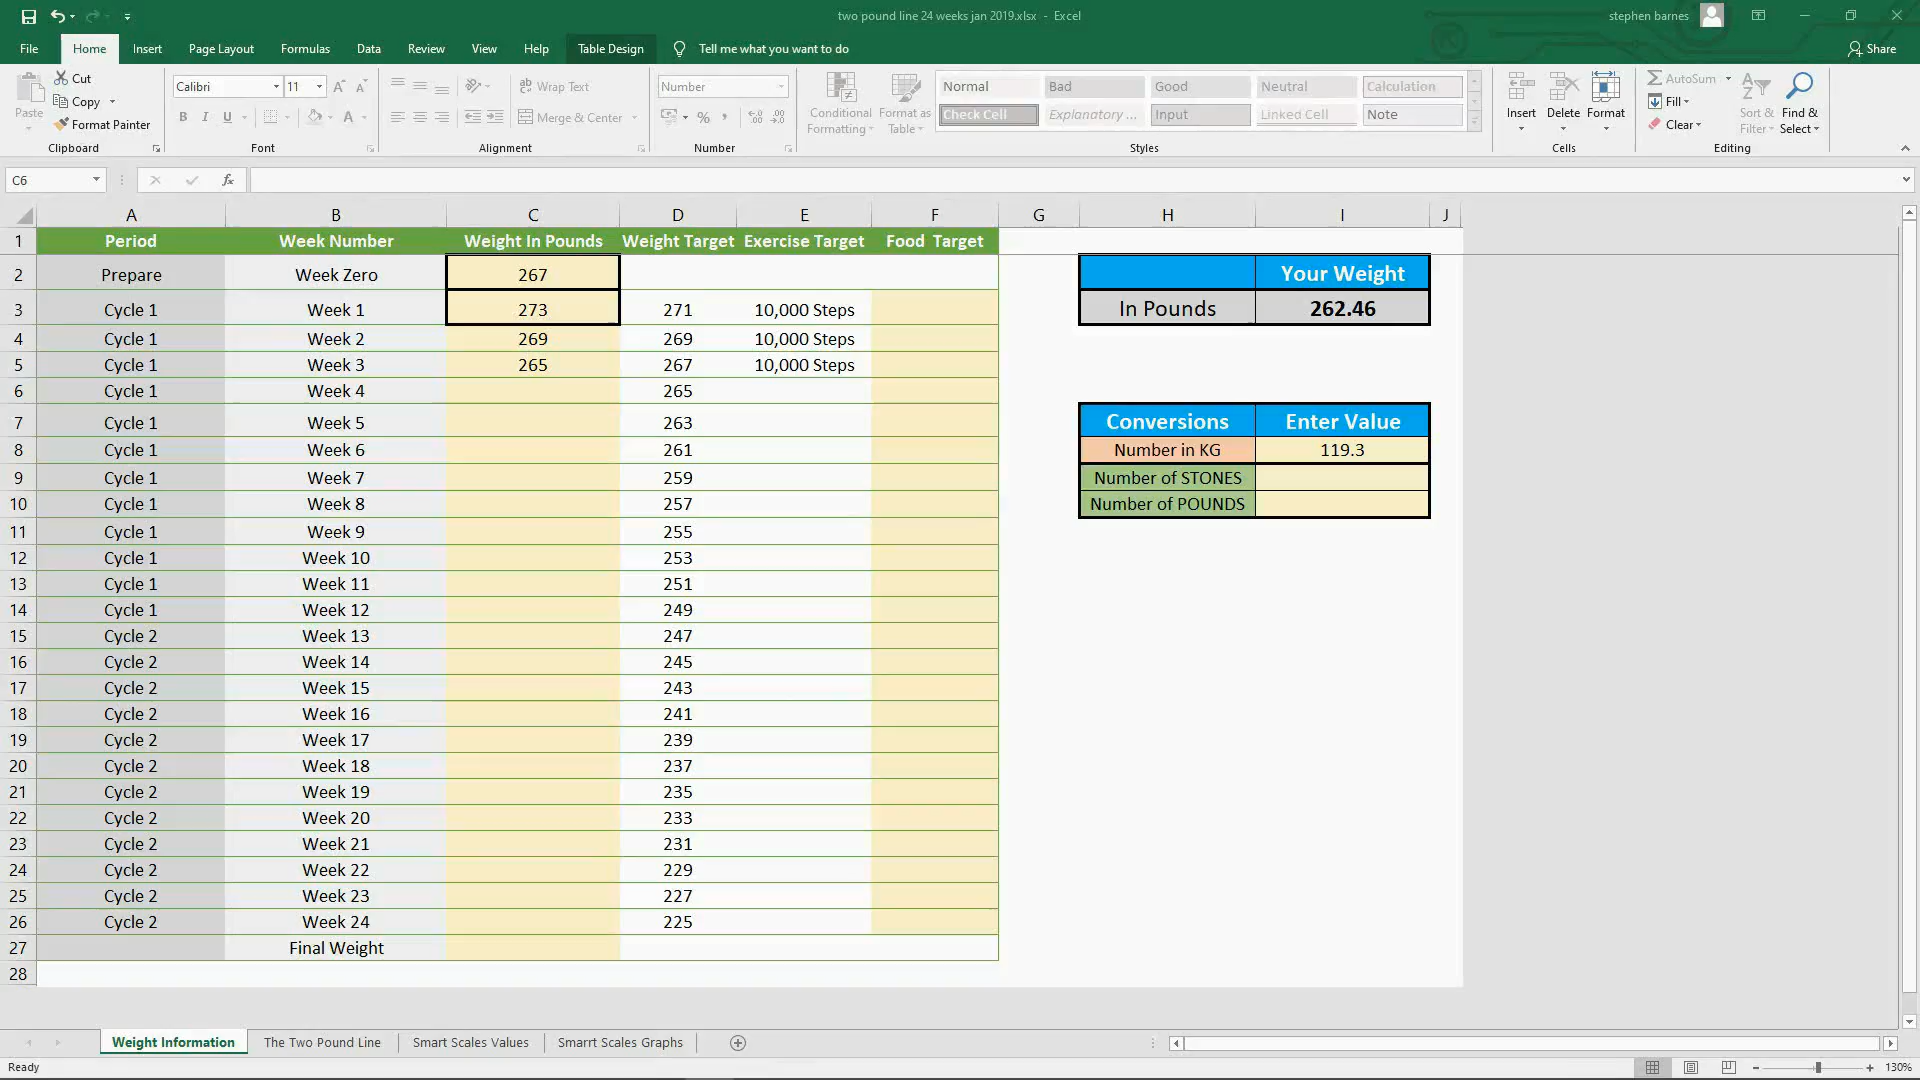 two pound line 24 weeks jan 2019.xlsx - Excel
stephen barnes
File Home Insert Page Layout Formulas Data Review View Help Table Design Tell me what you want to do Share
Paste
Cut
Copy
Format Painter
Clipboard
Calibri 11
B I U
Font
Wrap Text
Merge & Center
Alignment
Number
%
Number
Conditional Formatting
Format as Table
Normal Bad Good Neutral Calculation
Check Cell Explanatory ... Input Linked Cell Note
Styles
Insert Delete Format
Cells
AutoSum
Fill
Clear
Sort & Filter
Find & Select
Editing
C6 fx
A B C D E F G H I J
1 Period Week Number Weight In Pounds Weight Target Exercise Target Food Target
2 Prepare Week Zero 267
3 Cycle 1 Week 1 273 271 10,000 Steps
4 Cycle 1 Week 2 269 269 10,000 Steps
5 Cycle 1 Week 3 265 267 10,000 Steps
6 Cycle 1 Week 4 265
7 Cycle 1 Week 5 263
8 Cycle 1 Week 6 261
9 Cycle 1 Week 7 259
10 Cycle 1 Week 8 257
11 Cycle 1 Week 9 255
12 Cycle 1 Week 10 253
13 Cycle 1 Week 11 251
14 Cycle 1 Week 12 249
15 Cycle 2 Week 13 247
16 Cycle 2 Week 14 245
17 Cycle 2 Week 15 243
18 Cycle 2 Week 16 241
19 Cycle 2 Week 17 239
20 Cycle 2 Week 18 237
21 Cycle 2 Week 19 235
22 Cycle 2 Week 20 233
23 Cycle 2 Week 21 231
24 Cycle 2 Week 22 229
25 Cycle 2 Week 23 227
26 Cycle 2 Week 24 225
27 Final Weight
28
Your Weight
In Pounds 262.46
Conversions Enter Value
Number in KG 119.3
Number of STONES
Number of POUNDS
Weight Information The Two Pound Line Smart Scales Values Smarrt Scales Graphs
Ready
130%